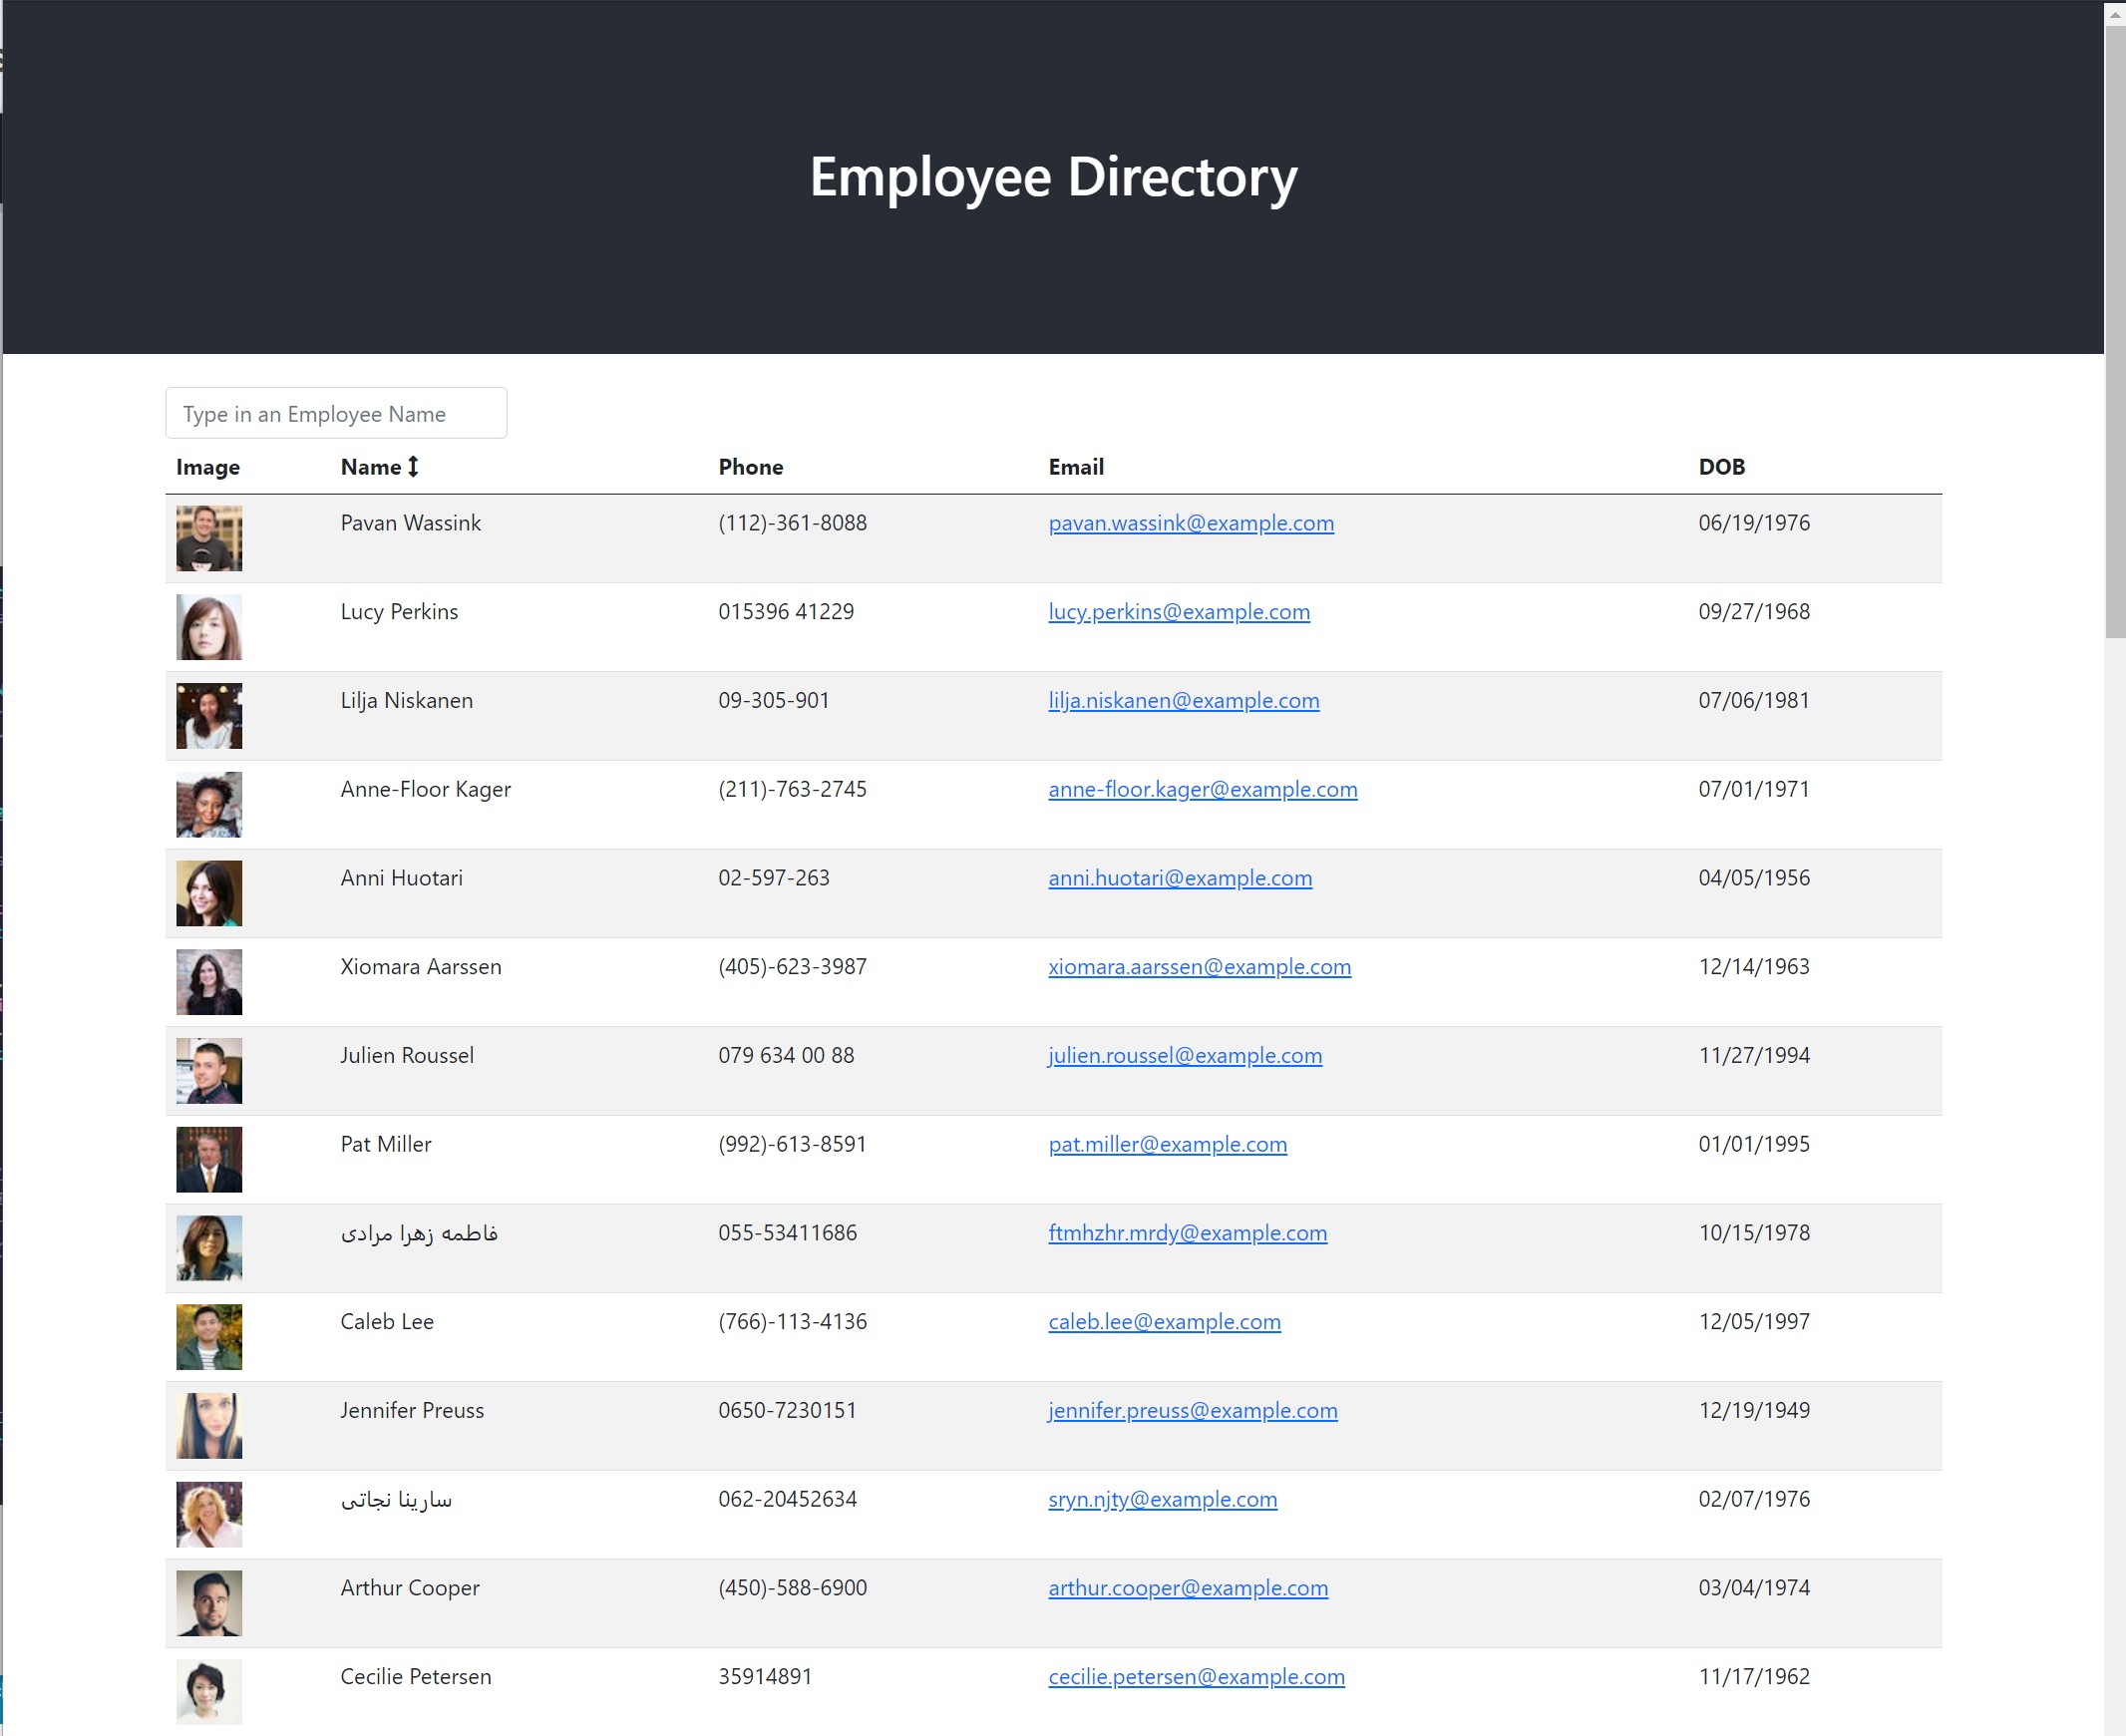 Employee Directory
Type in an Employee Name
Image Name Phone Email DOB
Pavan Wassink (112)-361-8088 pavan.wassink@example.com 06/19/1976
Lucy Perkins 015396 41229 lucy.perkins@example.com 09/27/1968
Lilja Niskanen 09-305-901 lilja.niskanen@example.com 07/06/1981
Anne-Floor Kager (211)-763-2745 anne-floor.kager@example.com 07/01/1971
Anni Huotari 02-597-263 anni.huotari@example.com 04/05/1956
Xiomara Aarssen (405)-623-3987 xiomara.aarssen@example.com 12/14/1963
Julien Roussel 079 634 00 88 julien.roussel@example.com 11/27/1994
Pat Miller (992)-613-8591 pat.miller@example.com 01/01/1995
فاطمه زهرا مرادی 055-53411686 ftmhzhr.mrdy@example.com 10/15/1978
Caleb Lee (766)-113-4136 caleb.lee@example.com 12/05/1997
Jennifer Preuss 0650-7230151 jennifer.preuss@example.com 12/19/1949
سارینا نجاتی 062-20452634 sryn.njty@example.com 02/07/1976
Arthur Cooper (450)-588-6900 arthur.cooper@example.com 03/04/1974
Cecilie Petersen 35914891 cecilie.petersen@example.com 11/17/1962